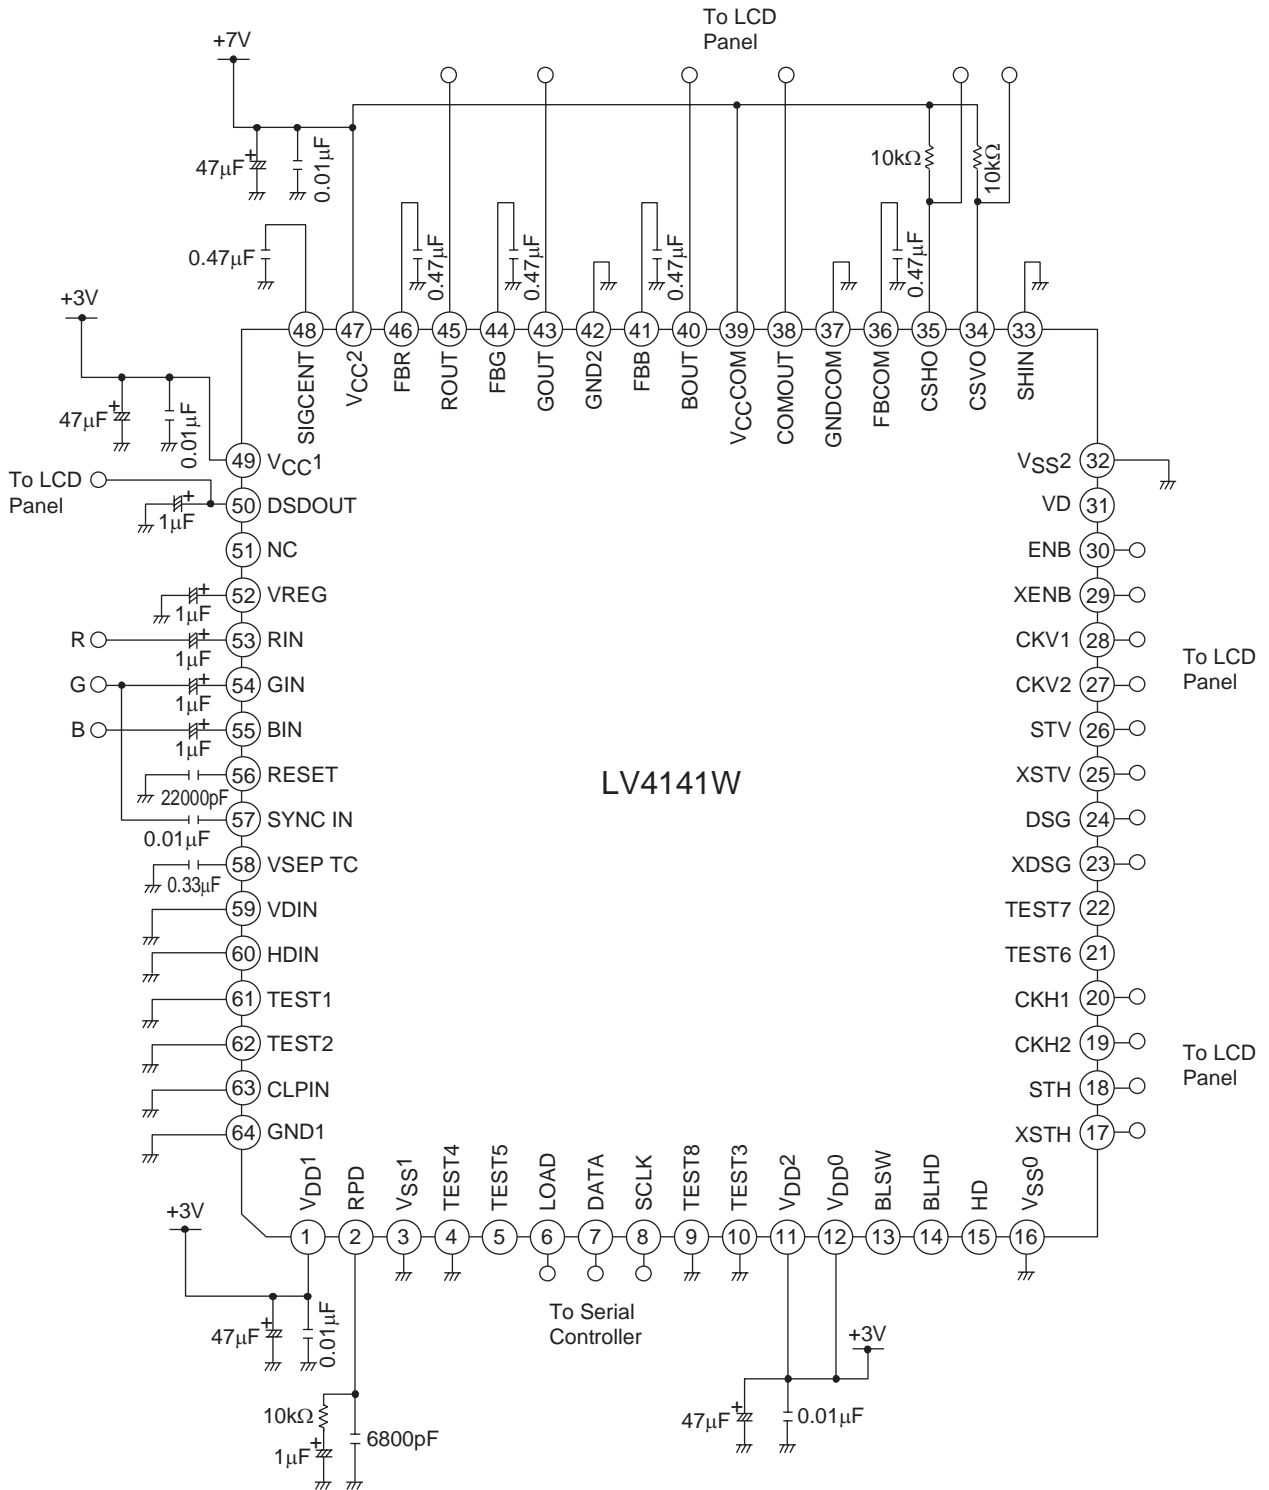 To LCD
Panel
+7V
47µF
0.01µF
10kΩ
10kΩ
0.47µF
0.47µF
0.47µF
0.47µF
0.47µF
+3V
47µF
0.01µF
48 47 46 45 44 43 42 41 40 39 38 37 36 35 34 33
SIGCENT
VCC2
FBR
ROUT
FBG
GOUT
GND2
FBB
BOUT
VCCCOM
COMOUT
GNDCOM
FBCOM
CSHO
CSVO
SHIN
49 VCC1
To LCD
Panel
1µF
50 DSDOUT
51 NC
52 VREG
1µF
R
53 RIN
1µF
G
54 GIN
1µF
B
55 BIN
1µF
56 RESET
22000pF
57 SYNC IN
0.01µF
58 VSEP TC
0.33µF
59 VDIN
60 HDIN
61 TEST1
62 TEST2
63 CLPIN
64 GND1
LV4141W
VSS2 32
VD 31
ENB 30
XENB 29
CKV1 28
To LCD
Panel
CKV2 27
STV 26
XSTV 25
DSG 24
XDSG 23
TEST7 22
TEST6 21
CKH1 20
CKH2 19
To LCD
Panel
STH 18
XSTH 17
VDD1
RPD
VSS1
TEST4
TEST5
LOAD
DATA
SCLK
TEST8
TEST3
VDD2
VDD0
BLSW
BLHD
HD
VSS0
1 2 3 4 5 6 7 8 9 10 11 12 13 14 15 16
+3V
47µF
0.01µF
To Serial
Controller
+3V
10kΩ
1µF
6800pF
47µF
0.01µF